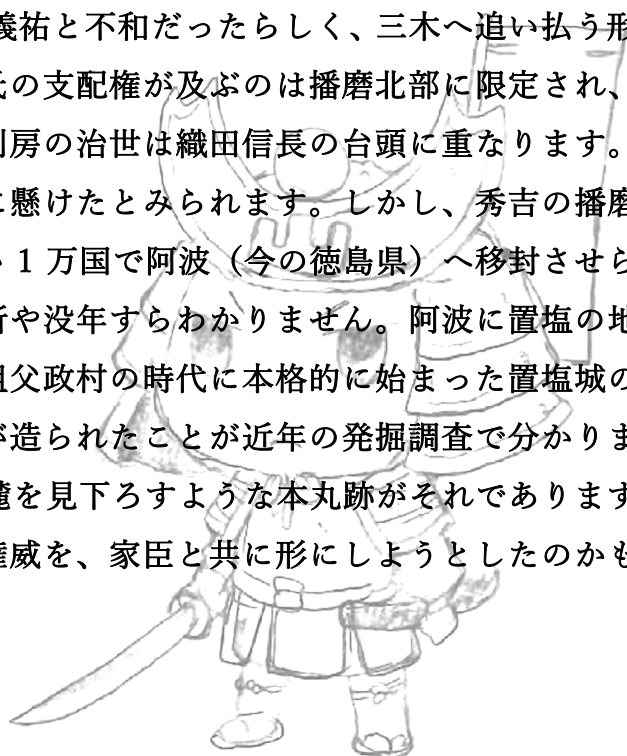 義祐と不和だったらしく、三木へ追い払う形
氏の支配権が及ぶのは播磨北部に限定され、
則房の治世は織田信長の台頭に重なります。
に懸けたとみられます。しかし、秀吉の播磨
１万国で阿波（今の徳島県）へ移封させら
所や没年すらわかりません。阿波に置塩の地
祖父政村の時代に本格的に始まった置塩城の
が造られたことが近年の発掘調査で分かりま
麓を見下ろすような本丸跡がそれであります
権威を、家臣と共に形にしようとしたのかも